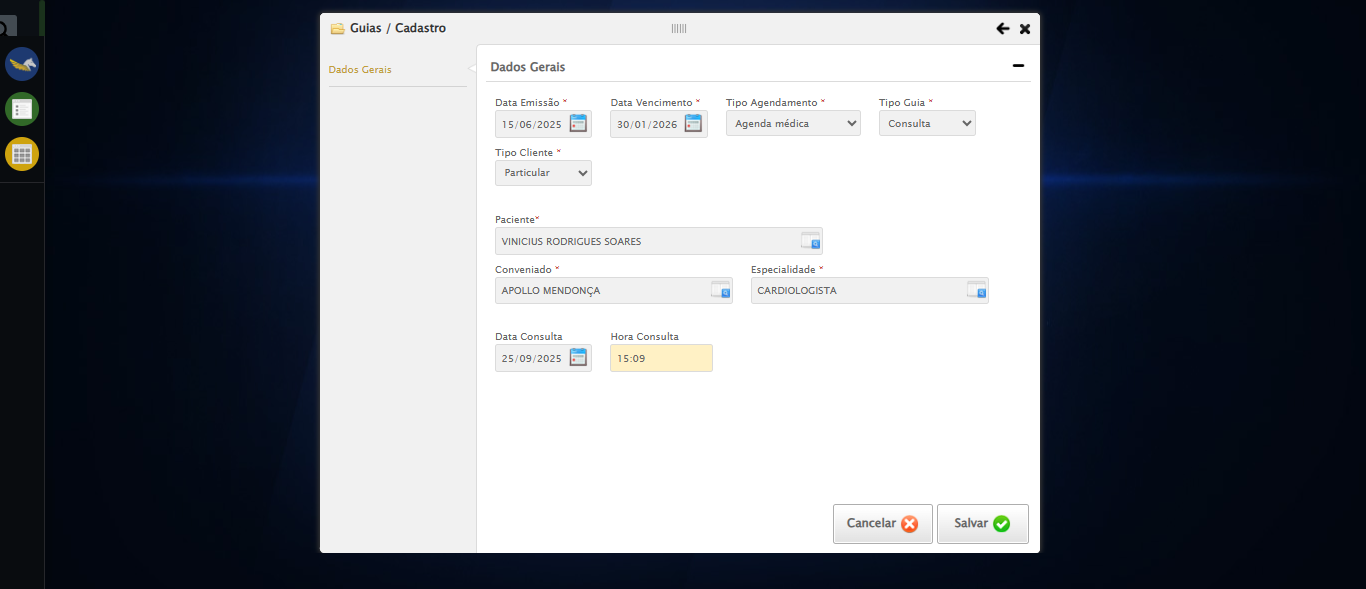 Guias / Cadastro
Dados Gerais
Dados Gerais
Data Emissão * Data Vencimento * Tipo Agendamento * Tipo Guia *
15/06/2025 30/01/2026 Agenda médica Consulta
Tipo Cliente *
Particular
Paciente*
VINICIUS RODRIGUES SOARES
Conveniado * Especialidade *
APOLLO MENDONÇA CARDIOLOGISTA
Data Consulta Hora Consulta
25/09/2025 15:09
Cancelar Salvar